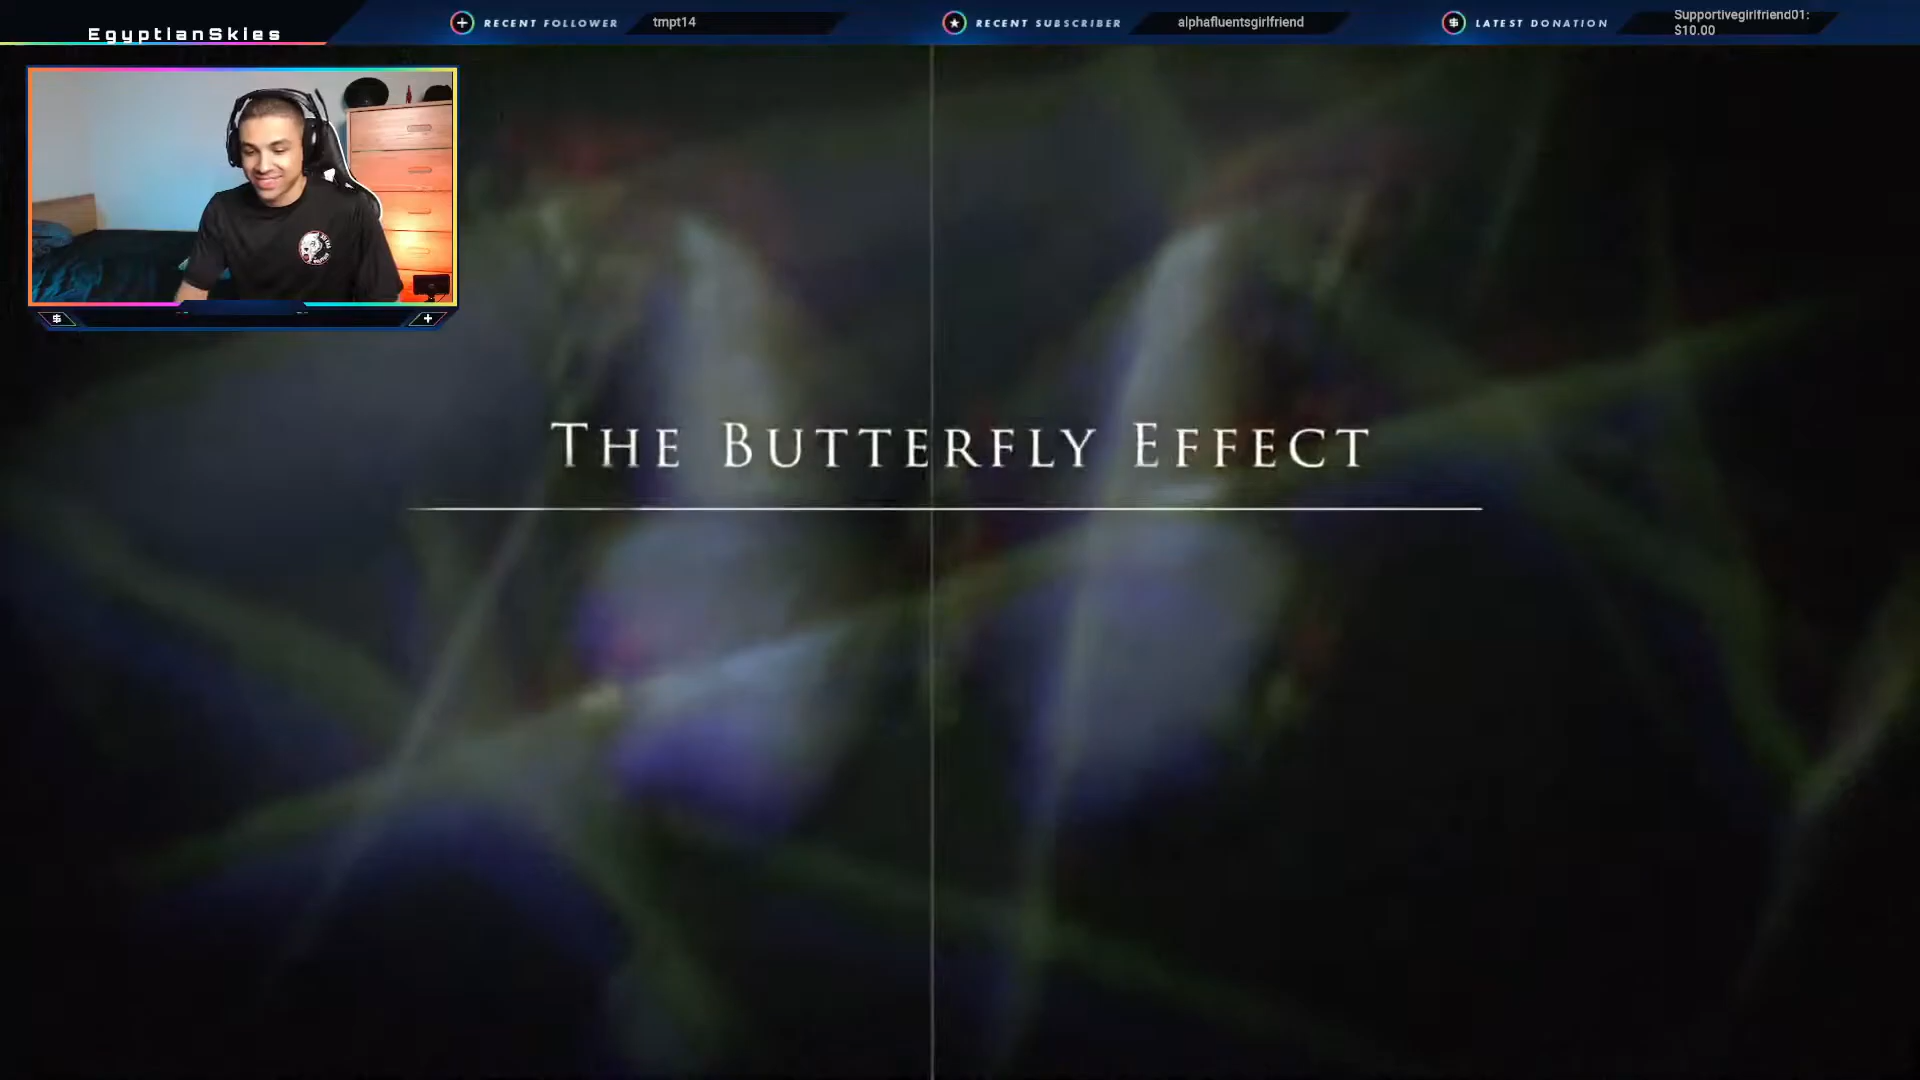 EgyptianSkies
RECENT FOLLOWER
tmpt14
RECENT SUBSCRIBER
alphafluentsgirlfriend
LATEST DONATION
Supportivegirlfriend01:
$10.00
THE BUTTERFLY EFFECT